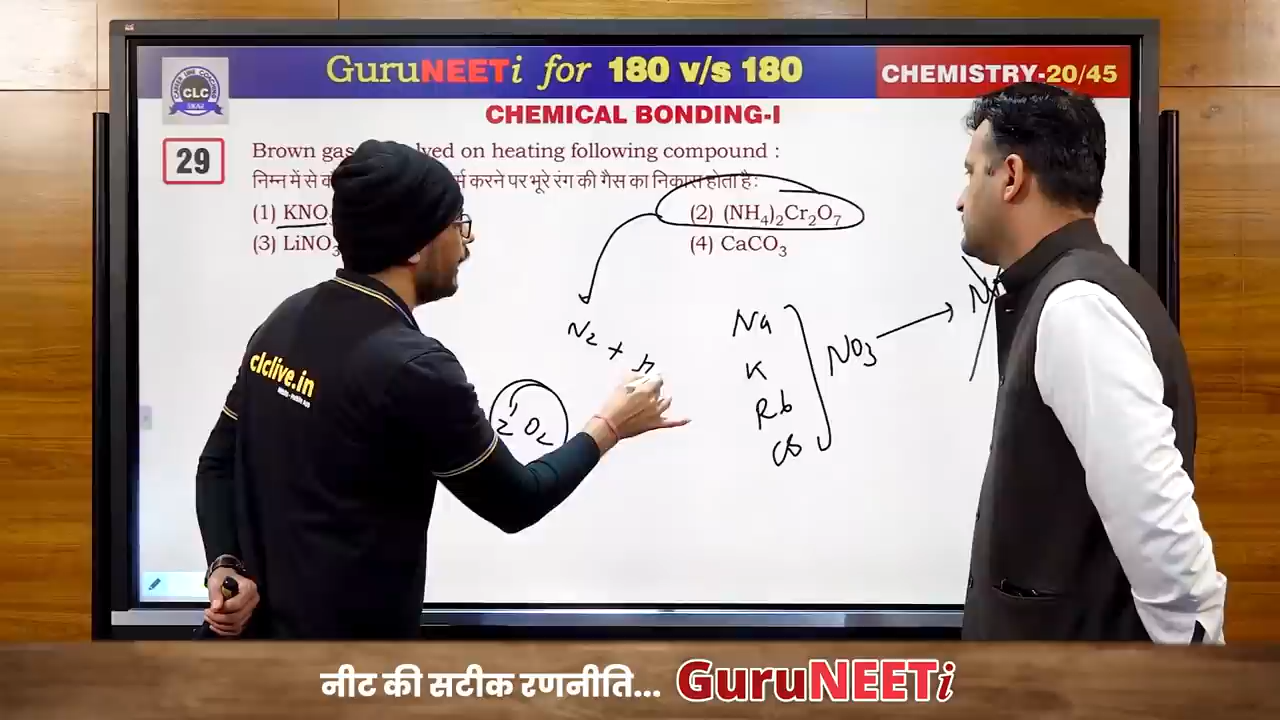 GuruNEETi for 180 v/s 180
CHEMISTRY-20/45
CLC
CHEMICAL BONDING-I
29
Brown gas on heating following compound :
निम्न में से करने पर भूरे रंग की गैस का निकास होता है:
(1) KNO
(2) (NH₄)₂Cr₂O₇
(3) LiNO₃
(4) CaCO₃
N₂ +
Na
K
Rb
Cs
NO₃
2 O₂
clclive.in
नीट की सटीक रणनीति... GuruNEETi